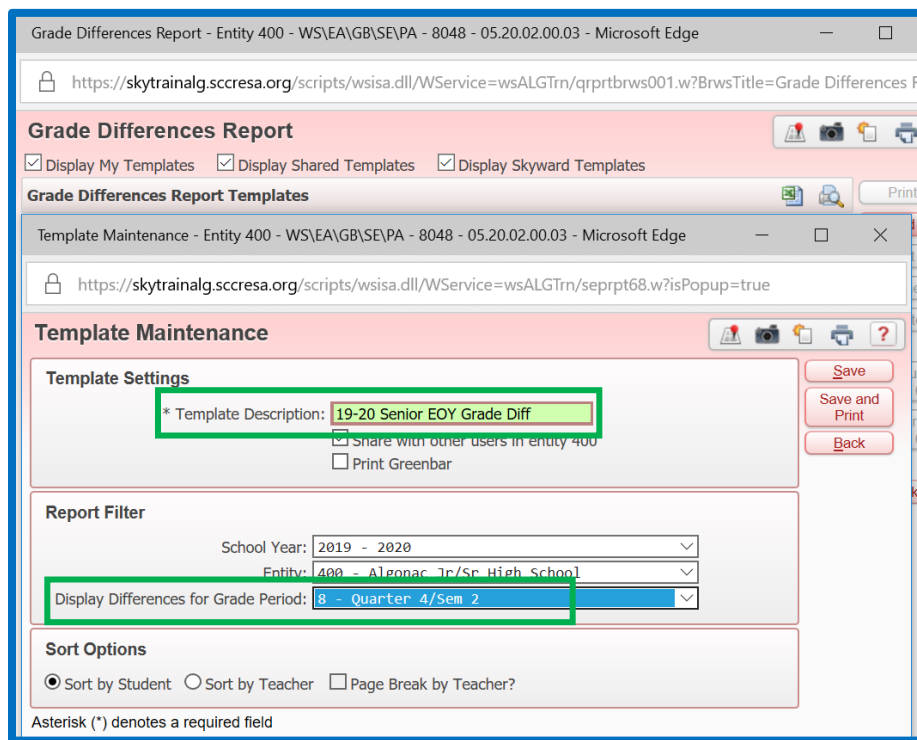 Grade Differences Report - Entity 400 - WS\EA\GB\SE\PA - 8048 - 05.20.02.00.03 - Microsoft Edge
https://skytrainalg.sccresa.org/scripts/wsisa.dll/WService=wsALGTrn/qrprtbrws001.w?BrwsTitle=Grade Differences
Grade Differences Report
Display My Templates Display Shared Templates Display Skyward Templates
Grade Differences Report Templates Print
Template Maintenance - Entity 400 - WS\EA\GB\SE\PA - 8048 - 05.20.02.00.03 - Microsoft Edge
https://skytrainalg.sccresa.org/scripts/wsisa.dll/WService=wsALGTrn/seprpt68.w?isPopup=true
Template Maintenance ?
Template Settings Save
* Template Description: 19-20 Senior EOY Grade Diff Save and
Share with other users in entity 400 Print
Print Greenbar Back
Report Filter
School Year: 2019 - 2020
Entity: 400 - Algonac Jr/Sr High School
Display Differences for Grade Period: 8 - Quarter 4/Sem 2
Sort Options
Sort by Student Sort by Teacher Page Break by Teacher?
Asterisk (*) denotes a required field